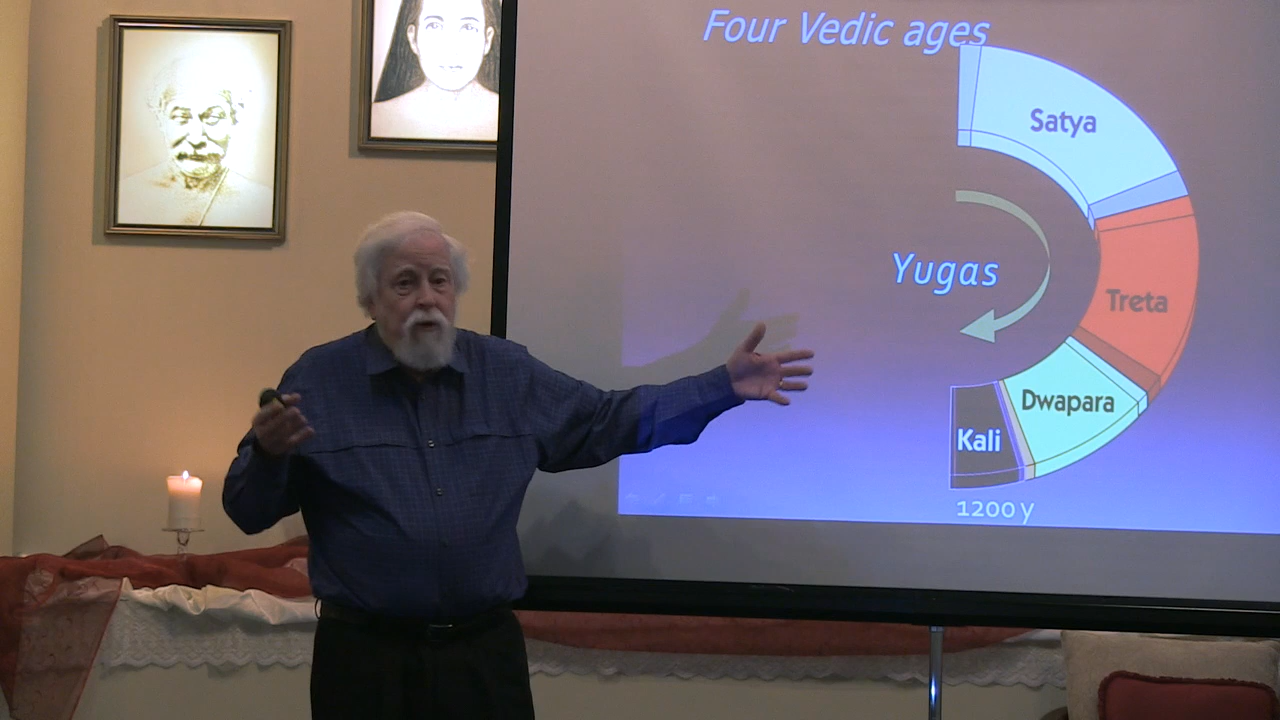 Four Vedic ages
Satya
Yugas
Treta
Dwapara
Kali
1200 y